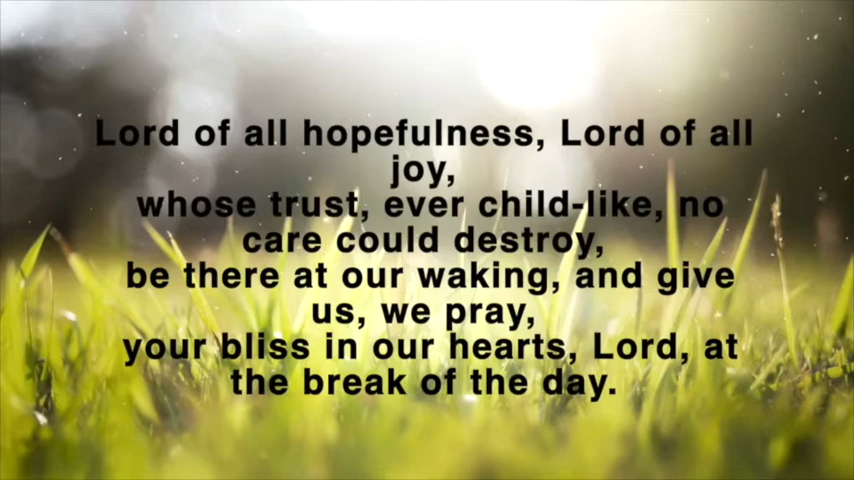 Lord of all hopefulness, Lord of all
joy,
whose trust, ever child-like, no
care could destroy,
be there at our waking, and give
us, we pray,
your bliss in our hearts, Lord, at
the break of the day.